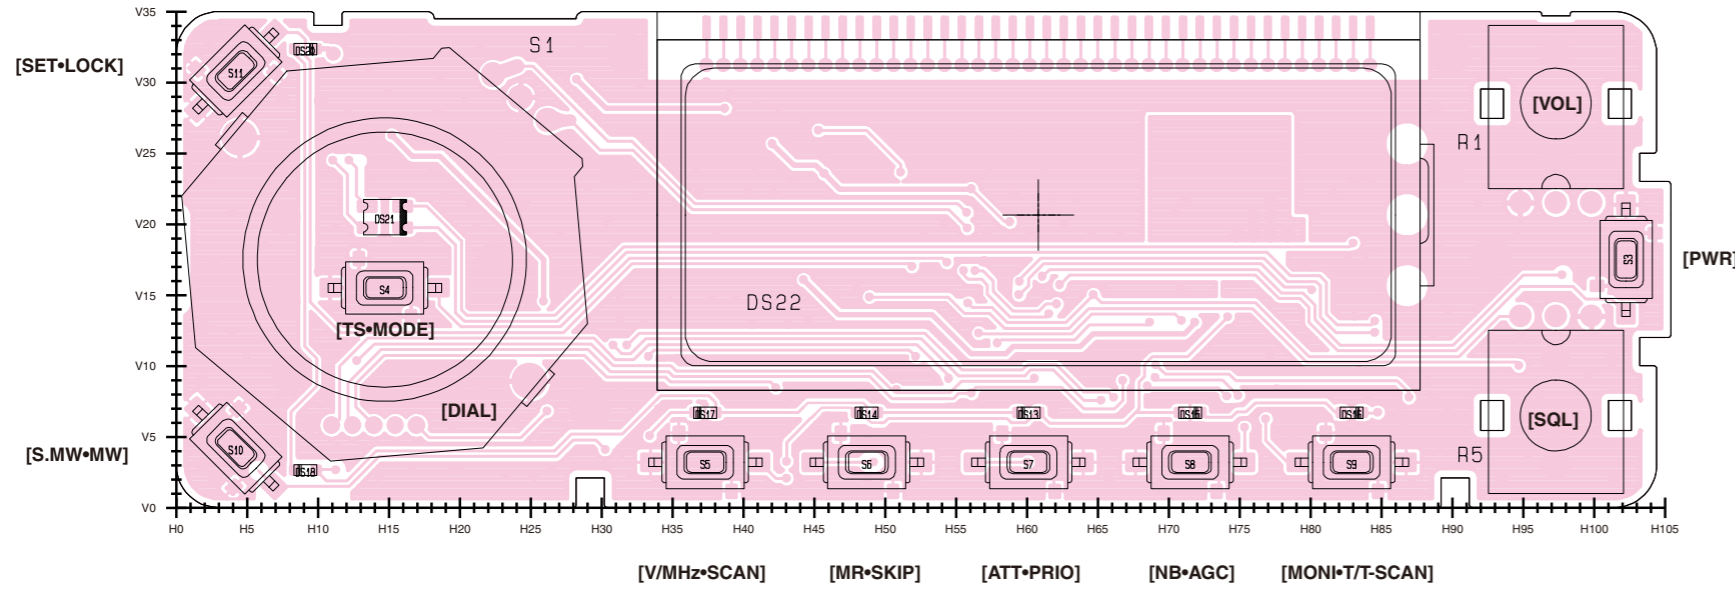 V35
V30
V25
V20
V15
V10
V5
V0
[SET•LOCK]
S11
DS20
S1
[VOL]
R1
DS21
S4
[TS•MODE]
DS22
S3
[PWR]
[DIAL]
[S.MW•MW]
S10
DS18
DS17
DS14
DS13
DS15
DS16
S5
S6
S7
S8
S9
[SQL]
R5
H0 H5 H10 H15 H20 H25 H30 H35 H40 H45 H50 H55 H60 H65 H70 H75 H80 H85 H90 H95 H100 H105
[V/MHz•SCAN] [MR•SKIP] [ATT•PRIO] [NB•AGC] [MONI•T/T-SCAN]